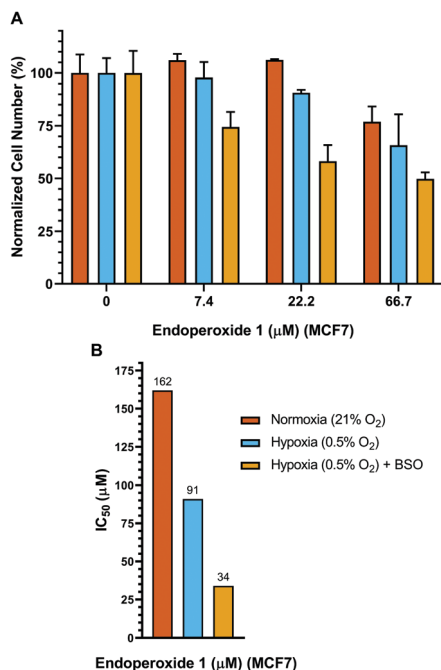 A
Normalized Cell Number (%)
100
75
50
25
0
0 7.4 22.2 66.7
Endoperoxide 1 (μM) (MCF7)
B
IC50 (μM)
175
150
125
100
75
50
25
0
162
91
34
Normoxia (21% O2)
Hypoxia (0.5% O2)
Hypoxia (0.5% O2) + BSO
Endoperoxide 1 (μM) (MCF7)